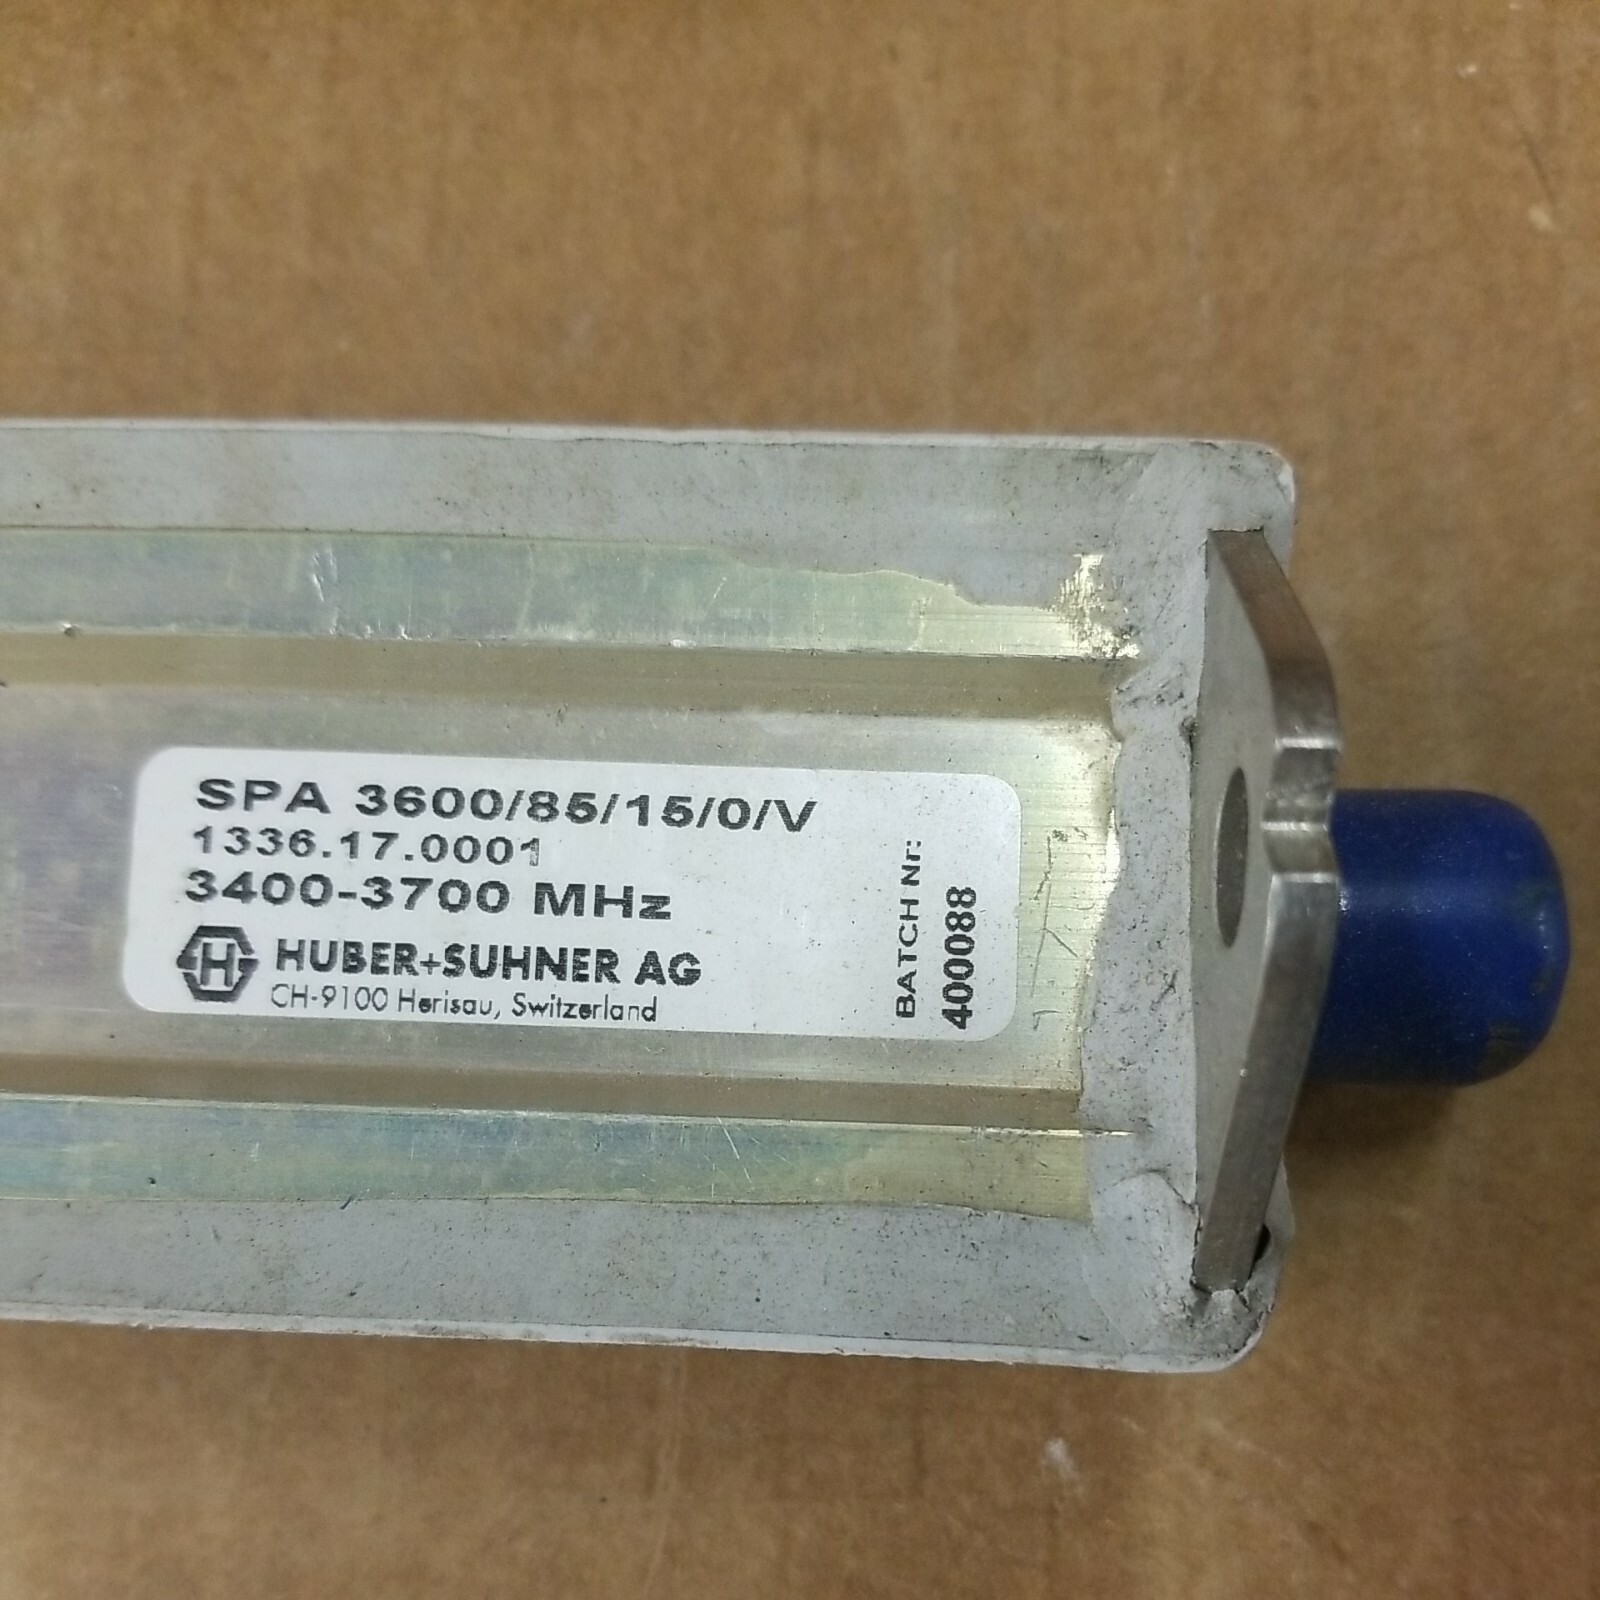 SPA 3600/85/15/0/V
1336.17.0001
3400-3700 MHz
H HUBER+SUHNER AG
CH-9100 Herisau, Switzerland
BATCH Nr:
400088